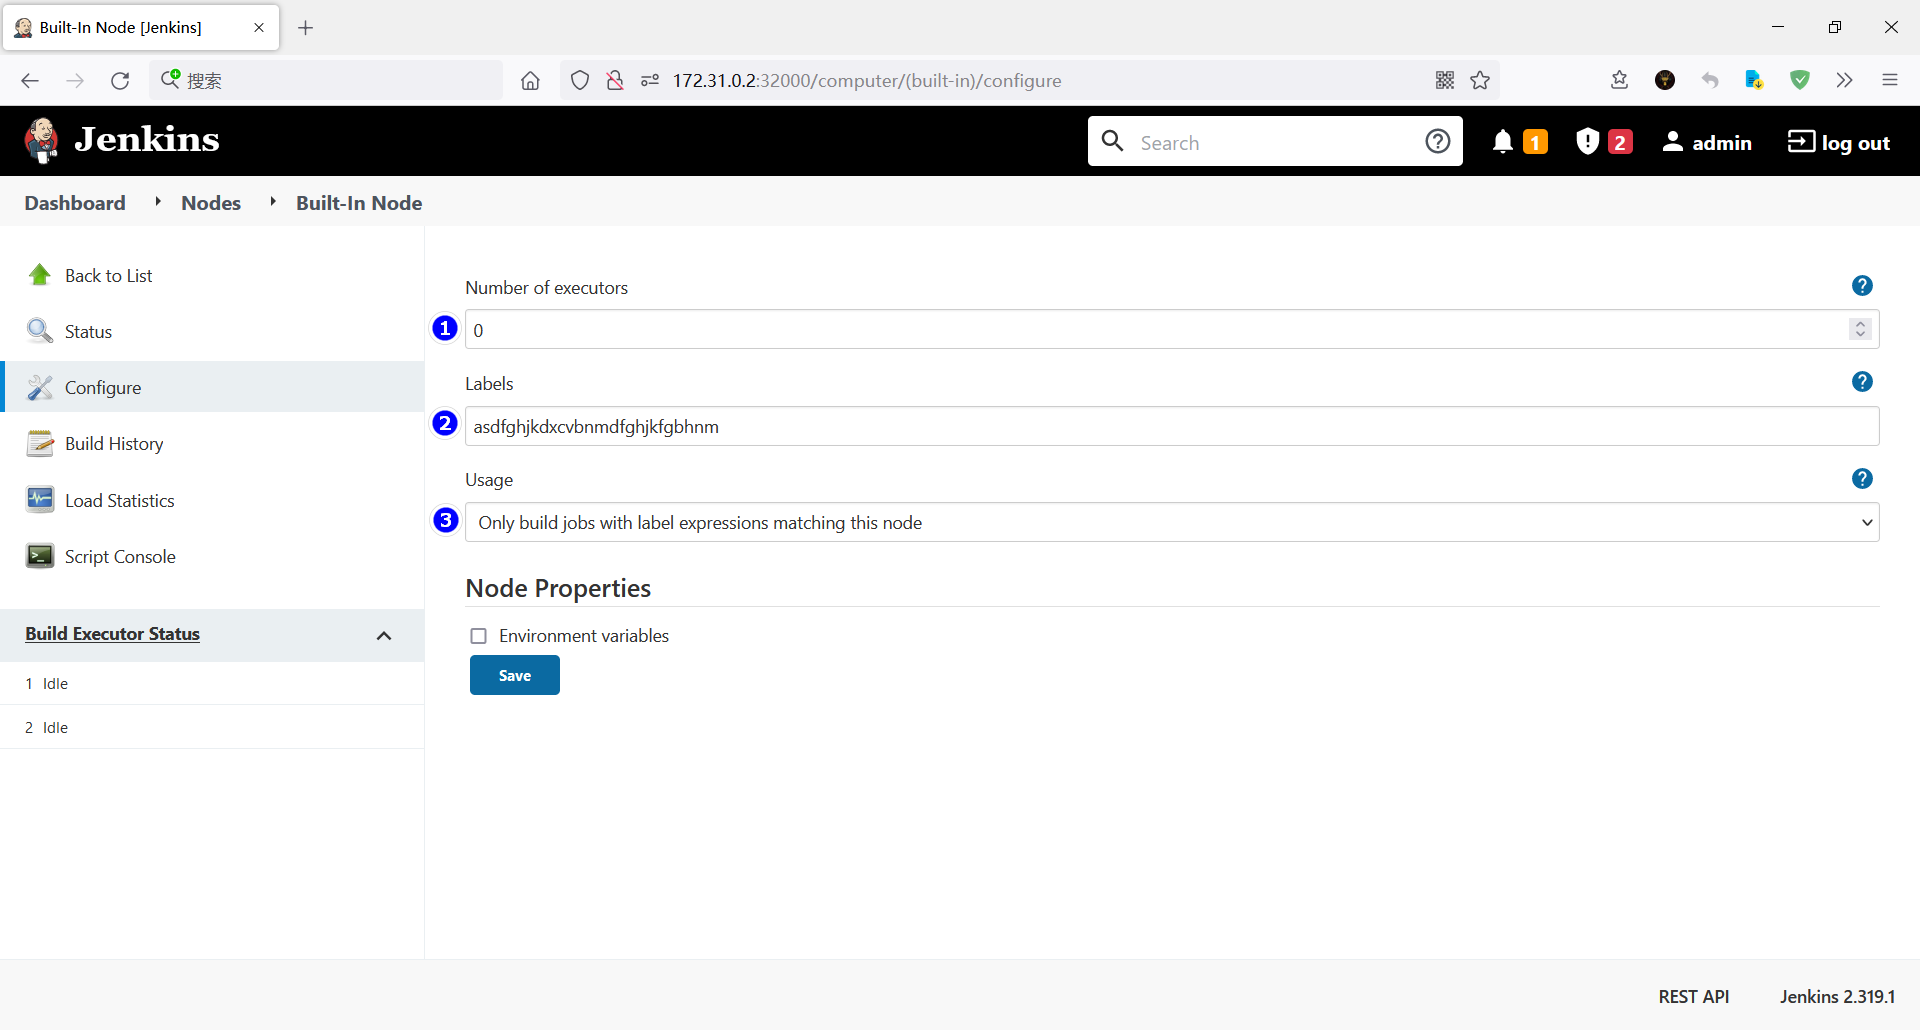 Built-In Node [Jenkins]
搜索
172.31.0.2:32000/computer/(built-in)/configure
Jenkins
Search
1
2
admin
log out
Dashboard
Nodes
Built-In Node
Back to List
Status
Configure
Build History
Load Statistics
Script Console
Build Executor Status
1 Idle
2 Idle
Number of executors
1
0
Labels
2
asdfghjkdxcvbnmdfghjkfgbhnm
Usage
3
Only build jobs with label expressions matching this node
Node Properties
Environment variables
Save
REST API
Jenkins 2.319.1